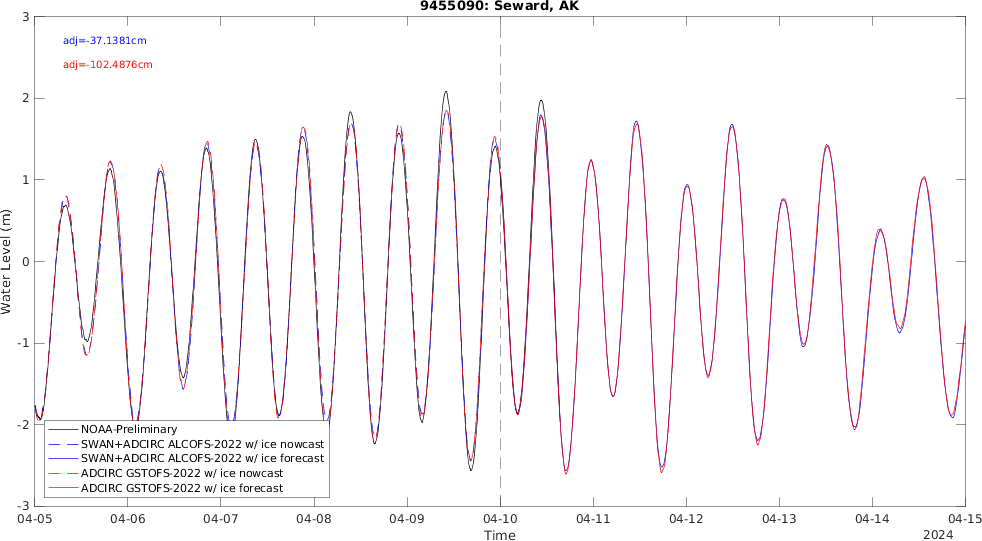 9455090: Seward, AK
3
adj=-37.1381cm
adj=-102.4876cm
2
1
0
-1
-2
-3
Water Level (m)
NOAA-Preliminary
SWAN+ADCIRC ALCOFS-2022 w/ ice nowcast
SWAN+ADCIRC ALCOFS-2022 w/ ice forecast
ADCIRC GSTOFS-2022 w/ ice nowcast
ADCIRC GSTOFS-2022 w/ ice forecast
04-05 04-06 04-07 04-08 04-09 04-10 04-11 04-12 04-13 04-14 04-15
Time
2024